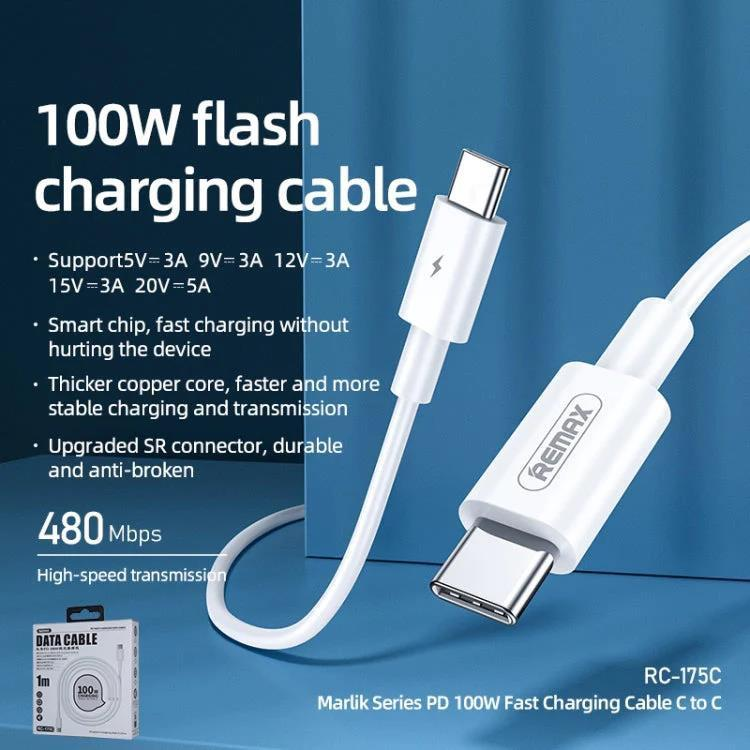 100W flash
charging cable
· Support5V⎓3A 9V⎓3A 12V⎓3A
15V⎓3A 20V⎓5A
· Smart chip, fast charging without
hurting the device
· Thicker copper core, faster and more
stable charging and transmission
· Upgraded SR connector, durable
and anti-broken
480 Mbps
High-speed transmission
REMAX
DATA CABLE
1m
100W
CHARGING
RC-175C
RC-175C
Marlik Series PD 100W Fast Charging Cable C to C